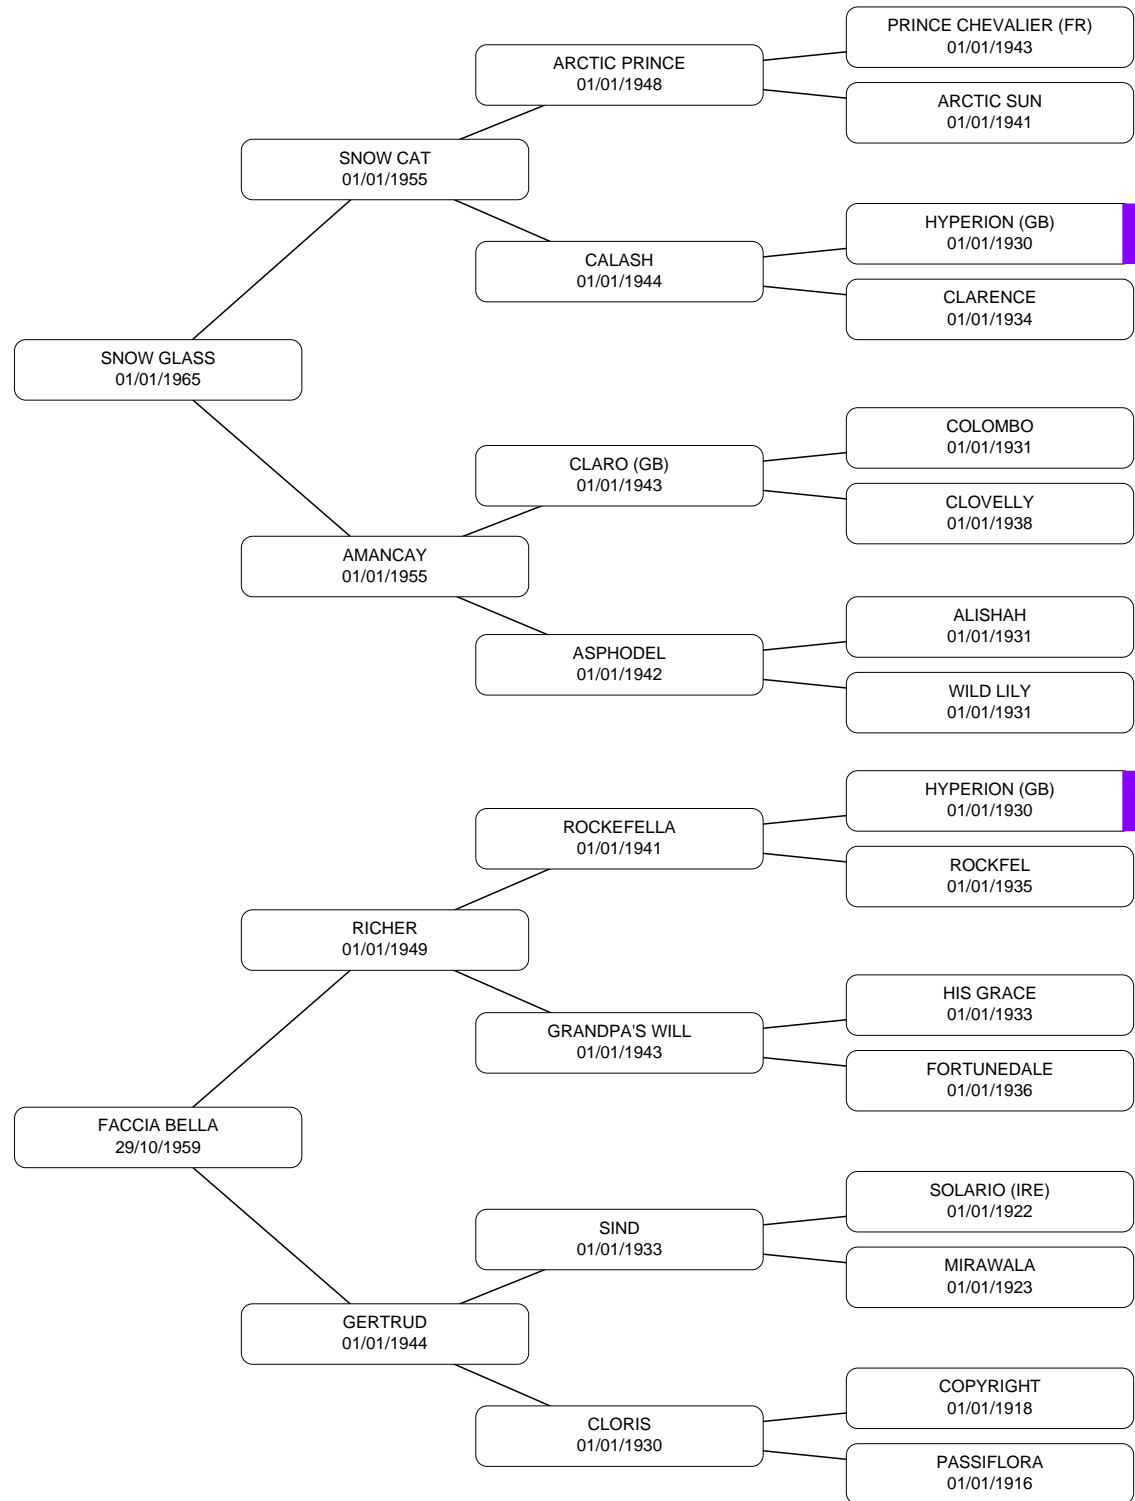 PRINCE CHEVALIER (FR)
01/01/1943
ARCTIC PRINCE
01/01/1948
ARCTIC SUN
01/01/1941
SNOW CAT
01/01/1955
HYPERION (GB)
01/01/1930
CALASH
01/01/1944
CLARENCE
01/01/1934
SNOW GLASS
01/01/1965
COLOMBO
01/01/1931
CLARO (GB)
01/01/1943
CLOVELLY
01/01/1938
AMANCAY
01/01/1955
ALISHAH
01/01/1931
ASPHODEL
01/01/1942
WILD LILY
01/01/1931
HYPERION (GB)
01/01/1930
ROCKEFELLA
01/01/1941
ROCKFEL
01/01/1935
RICHER
01/01/1949
HIS GRACE
01/01/1933
GRANDPA'S WILL
01/01/1943
FORTUNEDALE
01/01/1936
FACCIA BELLA
29/10/1959
SOLARIO (IRE)
01/01/1922
SIND
01/01/1933
MIRAWALA
01/01/1923
GERTRUD
01/01/1944
COPYRIGHT
01/01/1918
CLORIS
01/01/1930
PASSIFLORA
01/01/1916